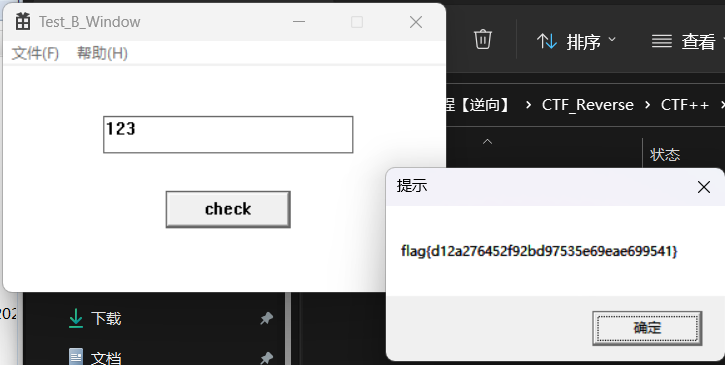 Test_B_Window
文件(F) 帮助(H)
123
check
排序
查看
程【逆向】 › CTF_Reverse › CTF++ ›
状态
提示
flag{d12a276452f92bd97535e69eae699541}
确定
下载
文档